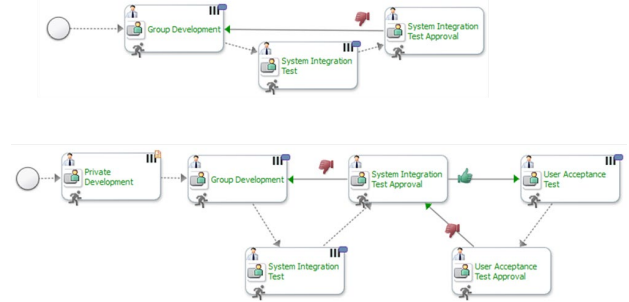 Group Development
System Integration
Test Approval
System Integration
Test
Private
Development
Group Development
System Integration
Test Approval
User Acceptance
Test
System Integration
Test
User Acceptance
Test Approval